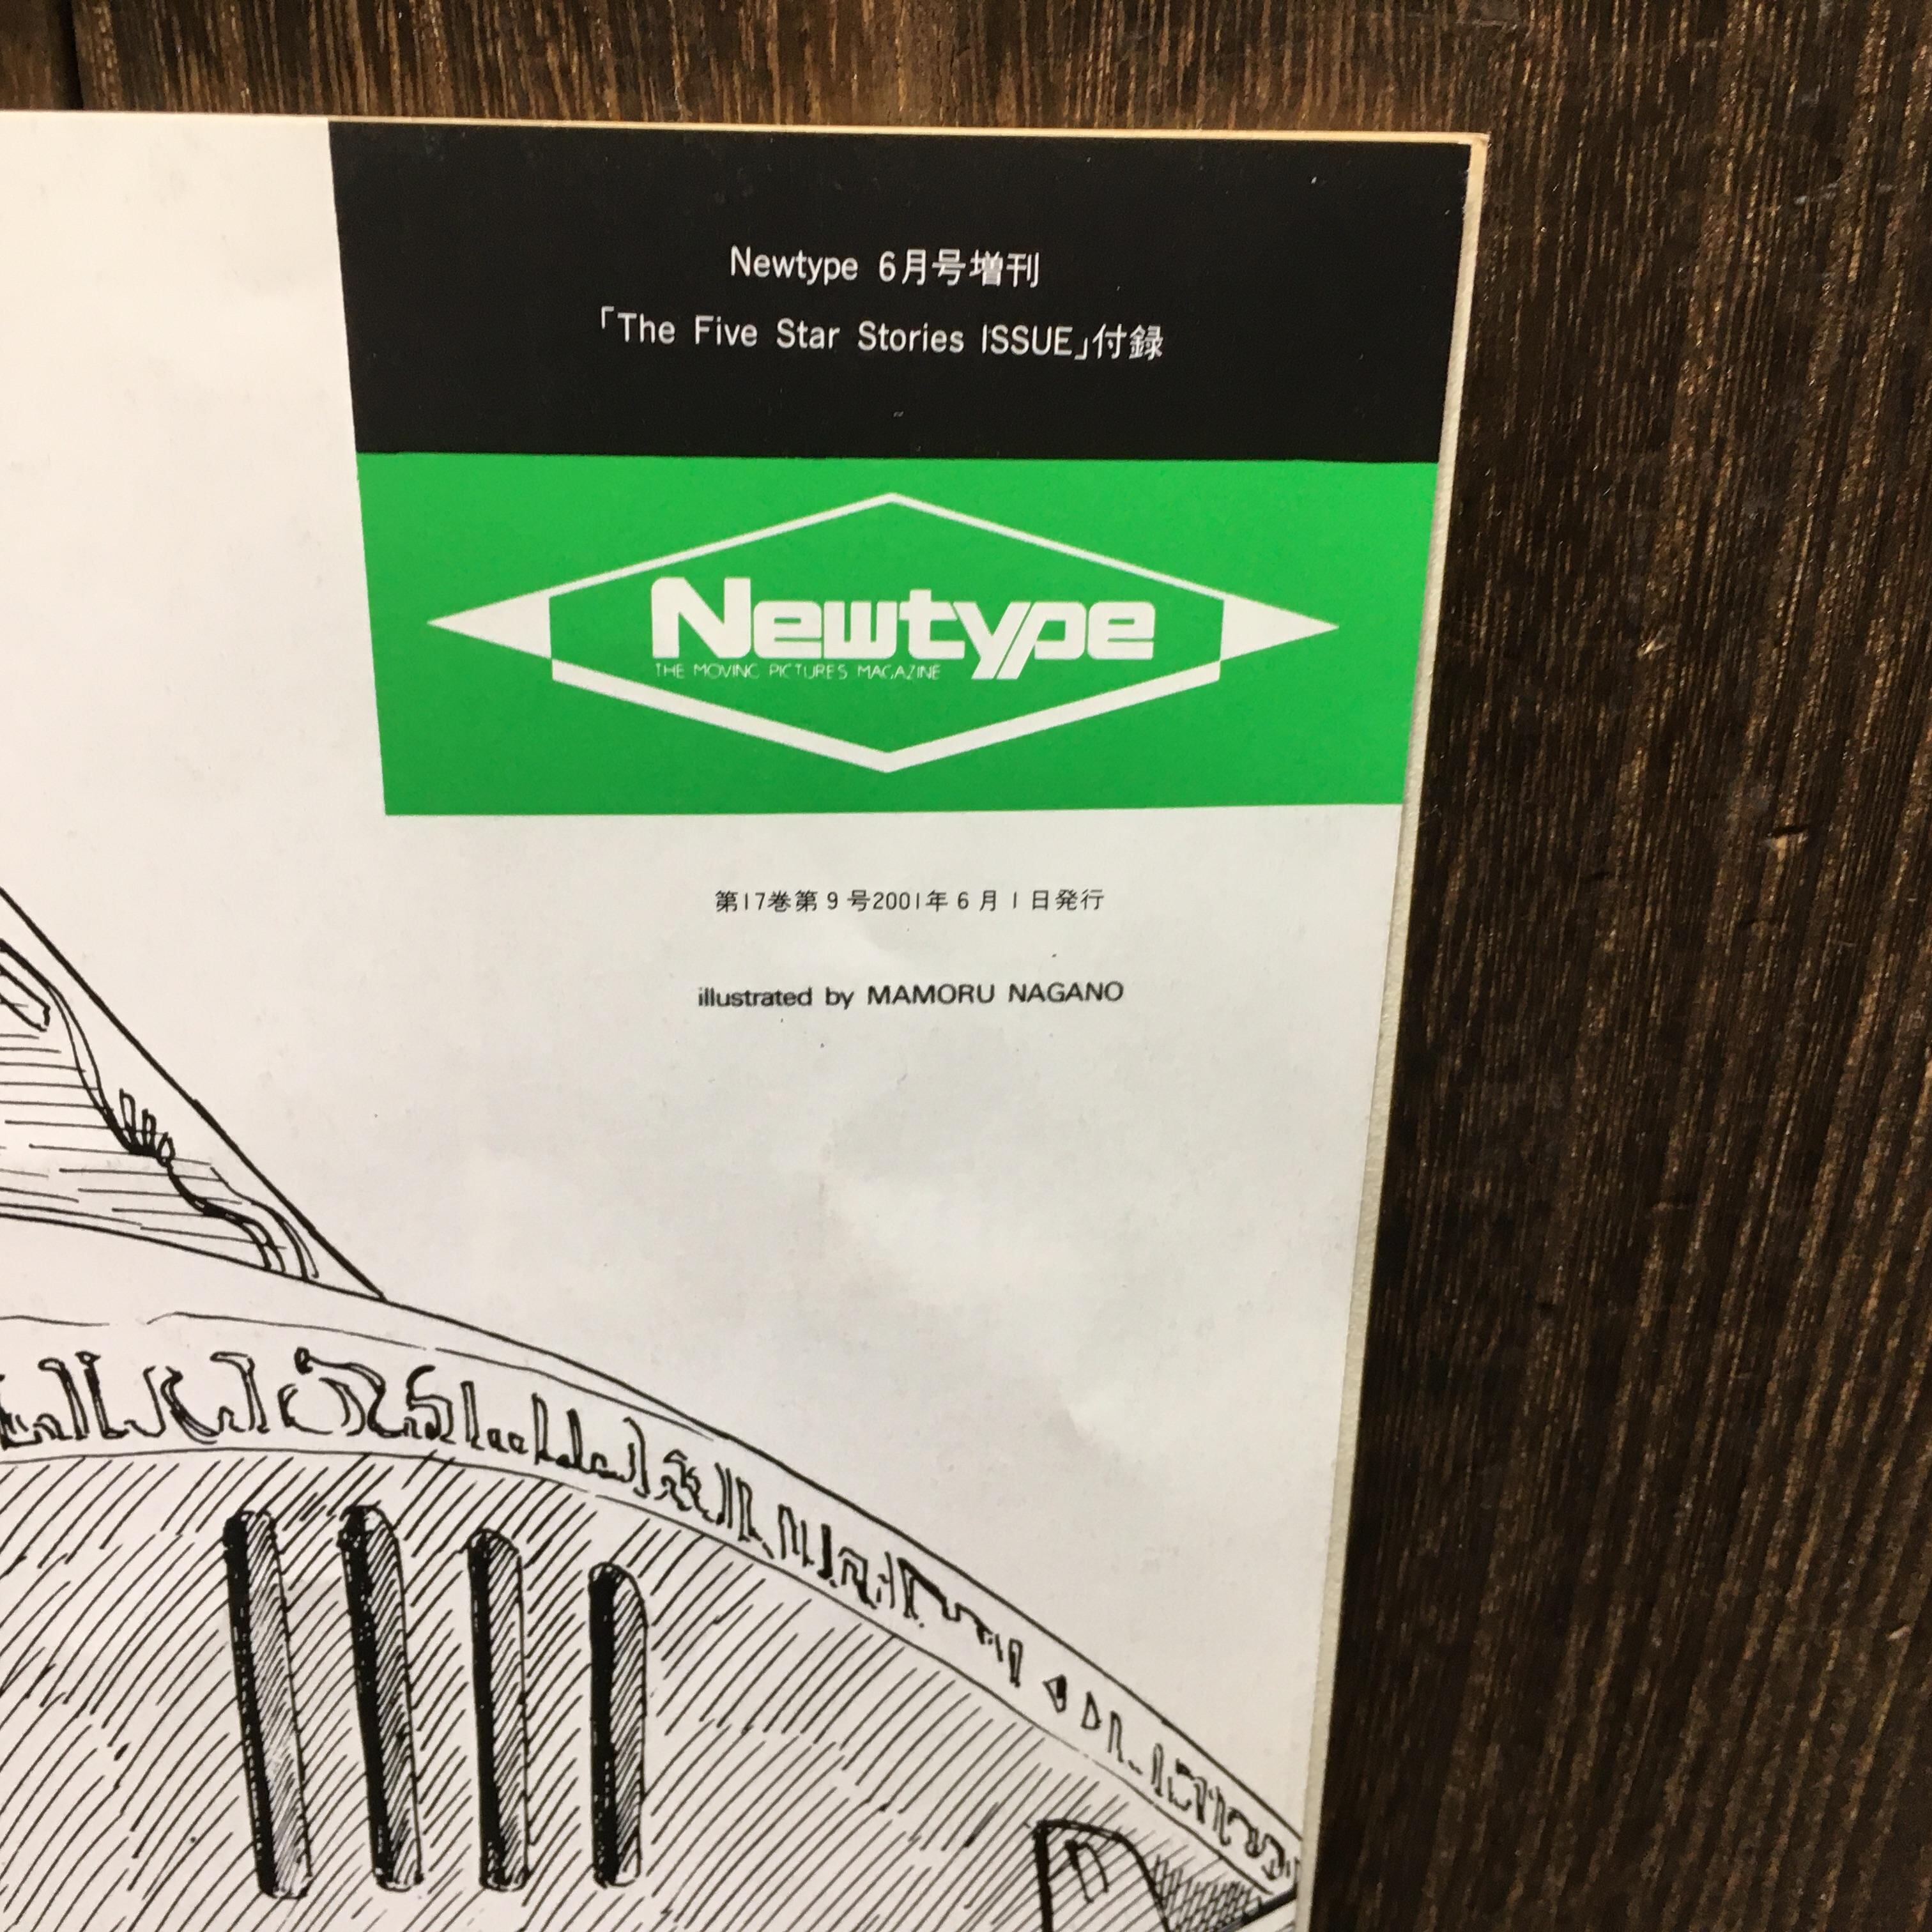 Newtype 6月号増刊
「The Five Star Stories ISSUE」付録
Newtype
THE MOVING PICTURES MAGAZINE
第17巻第9号2001年6月1日発行
illustrated by MAMORU NAGANO